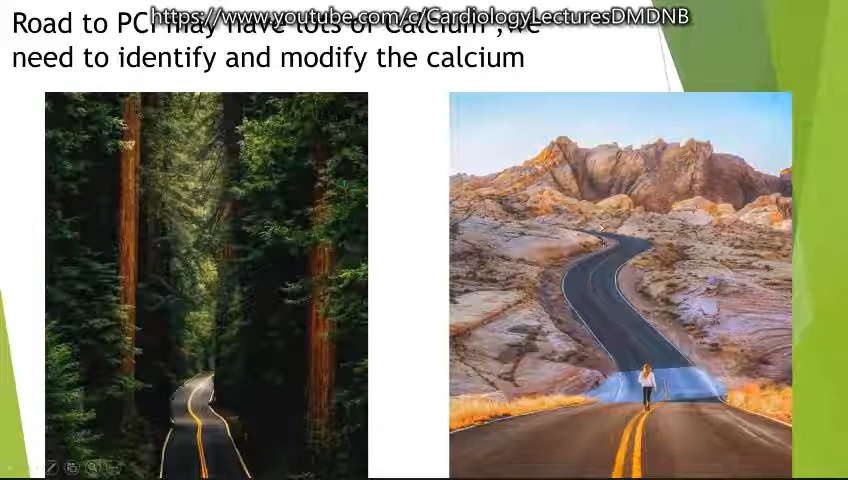 https://www.youtube.com/c/CardiologyLecturesDMDNB
Road to PCI may have lots of Calcium ,we
need to identify and modify the calcium